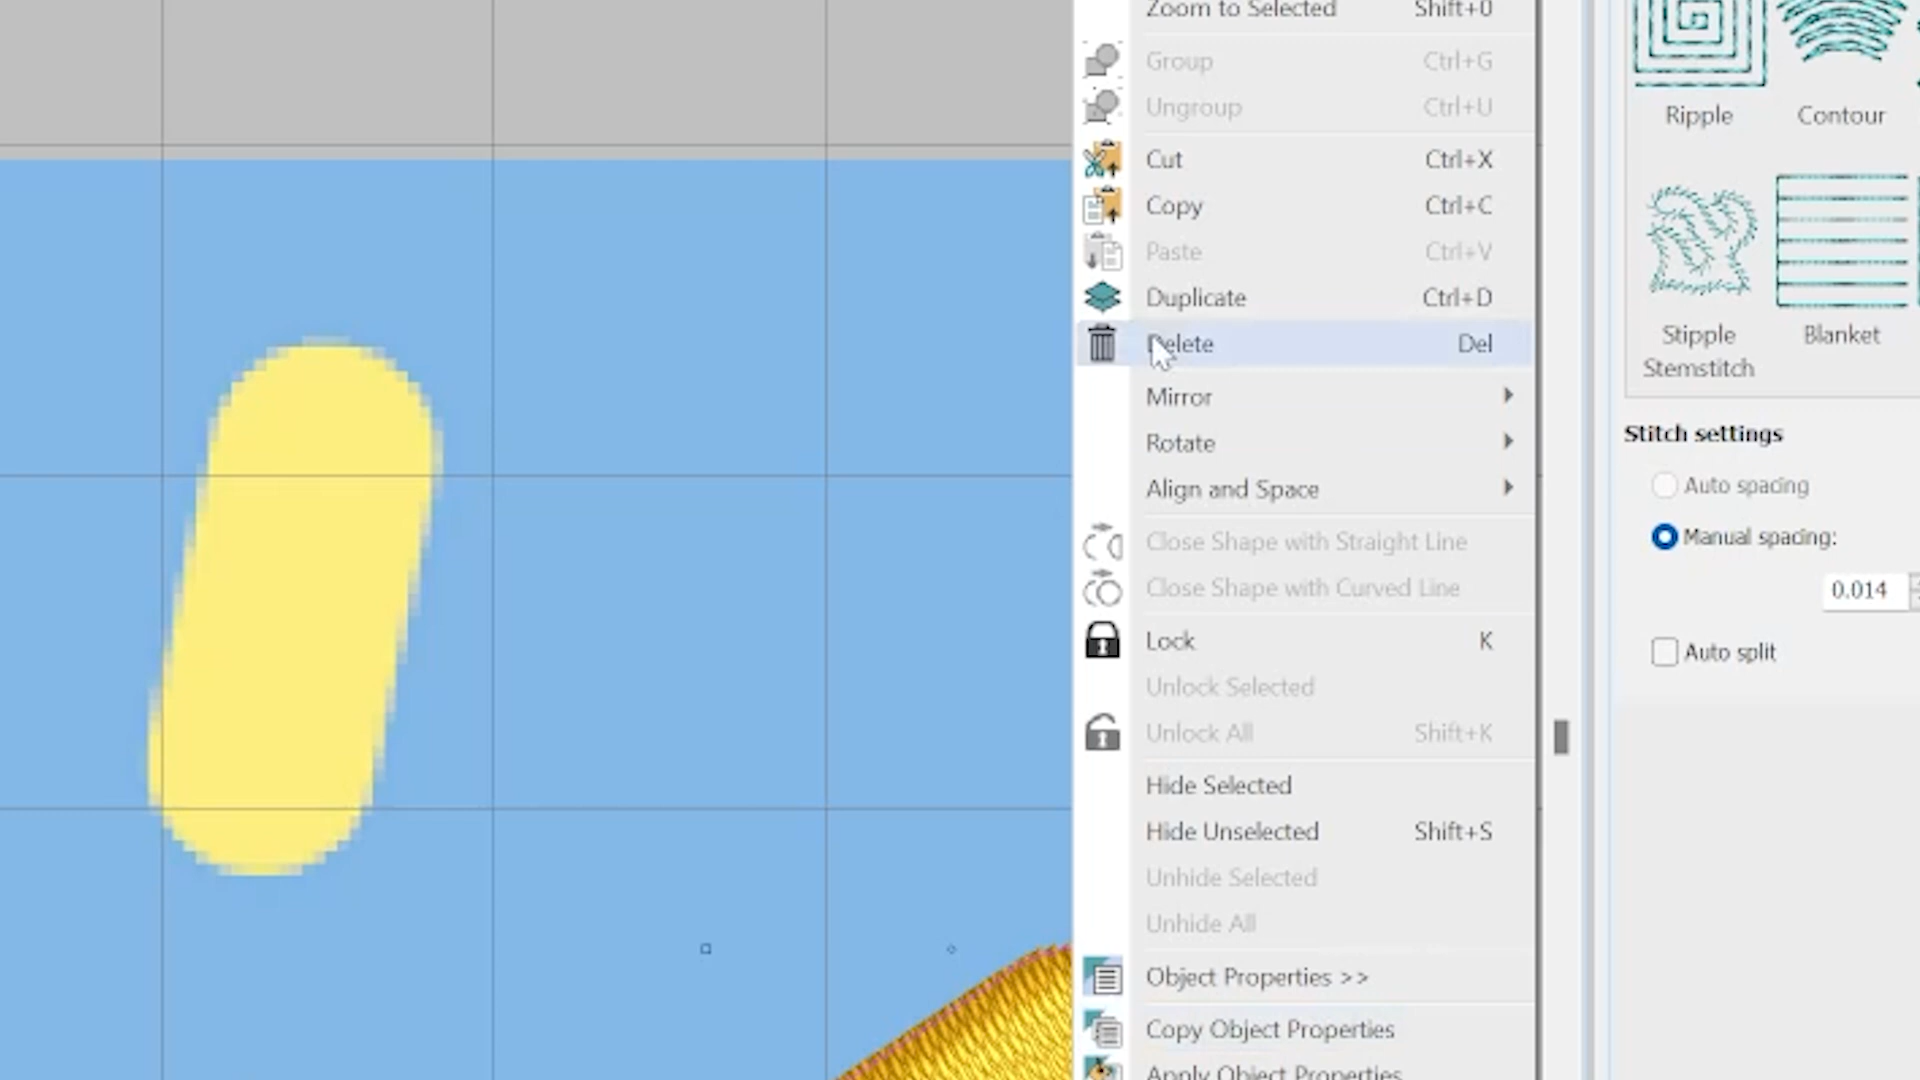 Zoom to Selected Shift+0
Group Ctrl+G
Ungroup Ctrl+U
Cut Ctrl+X
Copy Ctrl+C
Paste Ctrl+V
Duplicate Ctrl+D
Delete Del
Mirror
Rotate
Align and Space
Close Shape with Straight Line
Close Shape with Curved Line
Lock K
Unlock Selected
Unlock All Shift+K
Hide Selected
Hide Unselected Shift+S
Unhide Selected
Unhide All
Object Properties >>
Copy Object Properties
Apply Object Properties
Ripple
Contour
Stipple
Stemstitch
Blanket
Stitch settings
Auto spacing
Manual spacing:
0.014
Auto split